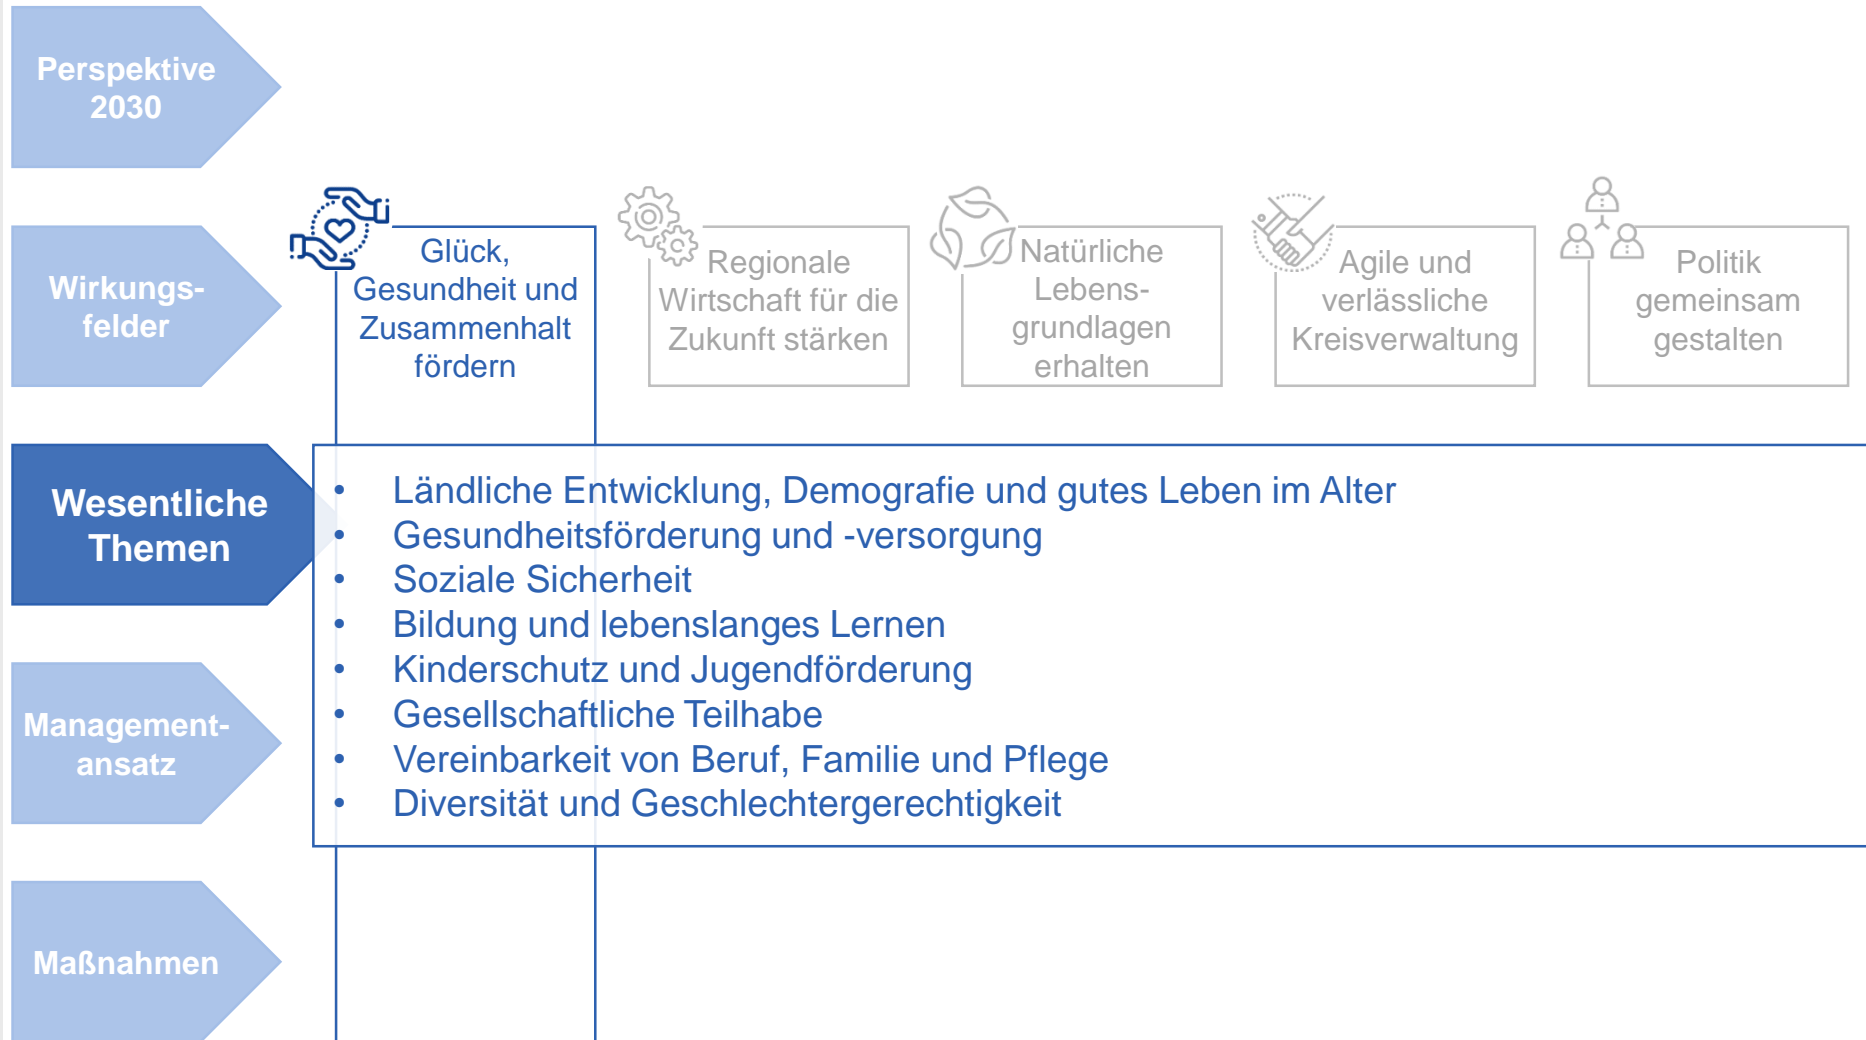 Perspektive
2030
Wirkungs-
felder
Glück,
Gesundheit und
Zusammenhalt
fördern
Regionale
Wirtschaft für die
Zukunft stärken
Natürliche
Lebens-
grundlagen
erhalten
Agile und
verlässliche
Kreisverwaltung
Politik
gemeinsam
gestalten
Wesentliche
Themen
• Ländliche Entwicklung, Demografie und gutes Leben im Alter
• Gesundheitsförderung und -versorgung
• Soziale Sicherheit
• Bildung und lebenslanges Lernen
• Kinderschutz und Jugendförderung
• Gesellschaftliche Teilhabe
• Vereinbarkeit von Beruf, Familie und Pflege
• Diversität und Geschlechtergerechtigkeit
Management-
ansatz
Maßnahmen